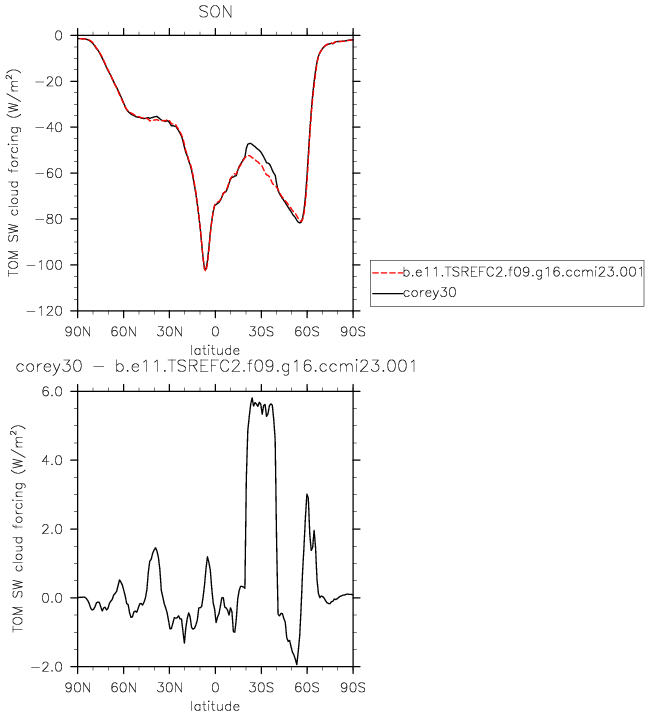 SON
TOM SW cloud forcing (W/m²)
0
−20
−40
−60
−80
−100
−120
90N 60N 30N 0 30S 60S 90S
latitude
b.e11.TSREFC2.f09.g16.ccmi23.001
corey30
corey30 − b.e11.TSREFC2.f09.g16.ccmi23.001
TOM SW cloud forcing (W/m²)
6.0
4.0
2.0
0.0
−2.0
90N 60N 30N 0 30S 60S 90S
latitude